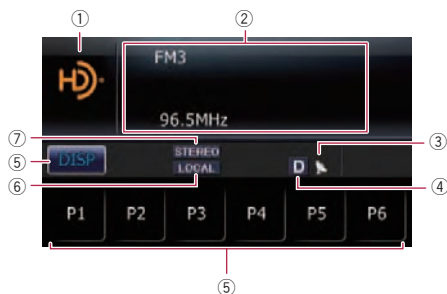 ① ②
HD
FM3
96.5MHz
⑦ ③
STEREO
⑤ DISP D
LOCAL
⑥ ④
P1 P2 P3 P4 P5 P6
⑤